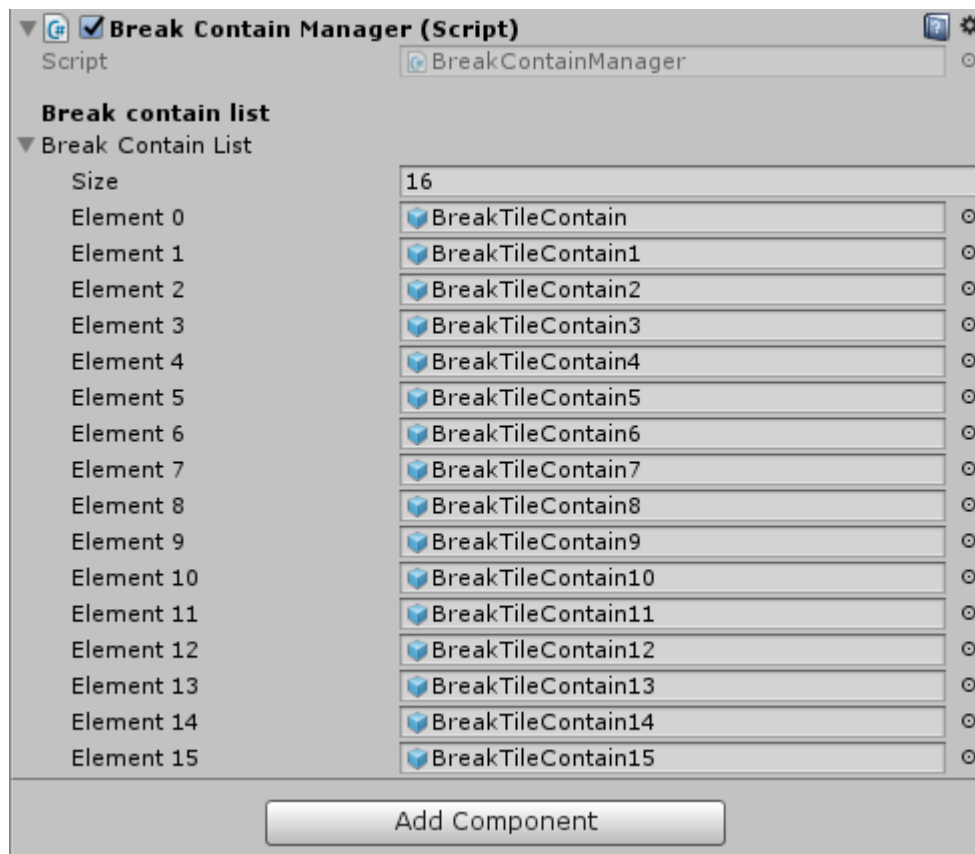 Break Contain Manager (Script)
Script BreakContainManager
Break contain list
Break Contain List
Size 16
Element 0 BreakTileContain
Element 1 BreakTileContain1
Element 2 BreakTileContain2
Element 3 BreakTileContain3
Element 4 BreakTileContain4
Element 5 BreakTileContain5
Element 6 BreakTileContain6
Element 7 BreakTileContain7
Element 8 BreakTileContain8
Element 9 BreakTileContain9
Element 10 BreakTileContain10
Element 11 BreakTileContain11
Element 12 BreakTileContain12
Element 13 BreakTileContain13
Element 14 BreakTileContain14
Element 15 BreakTileContain15
Add Component